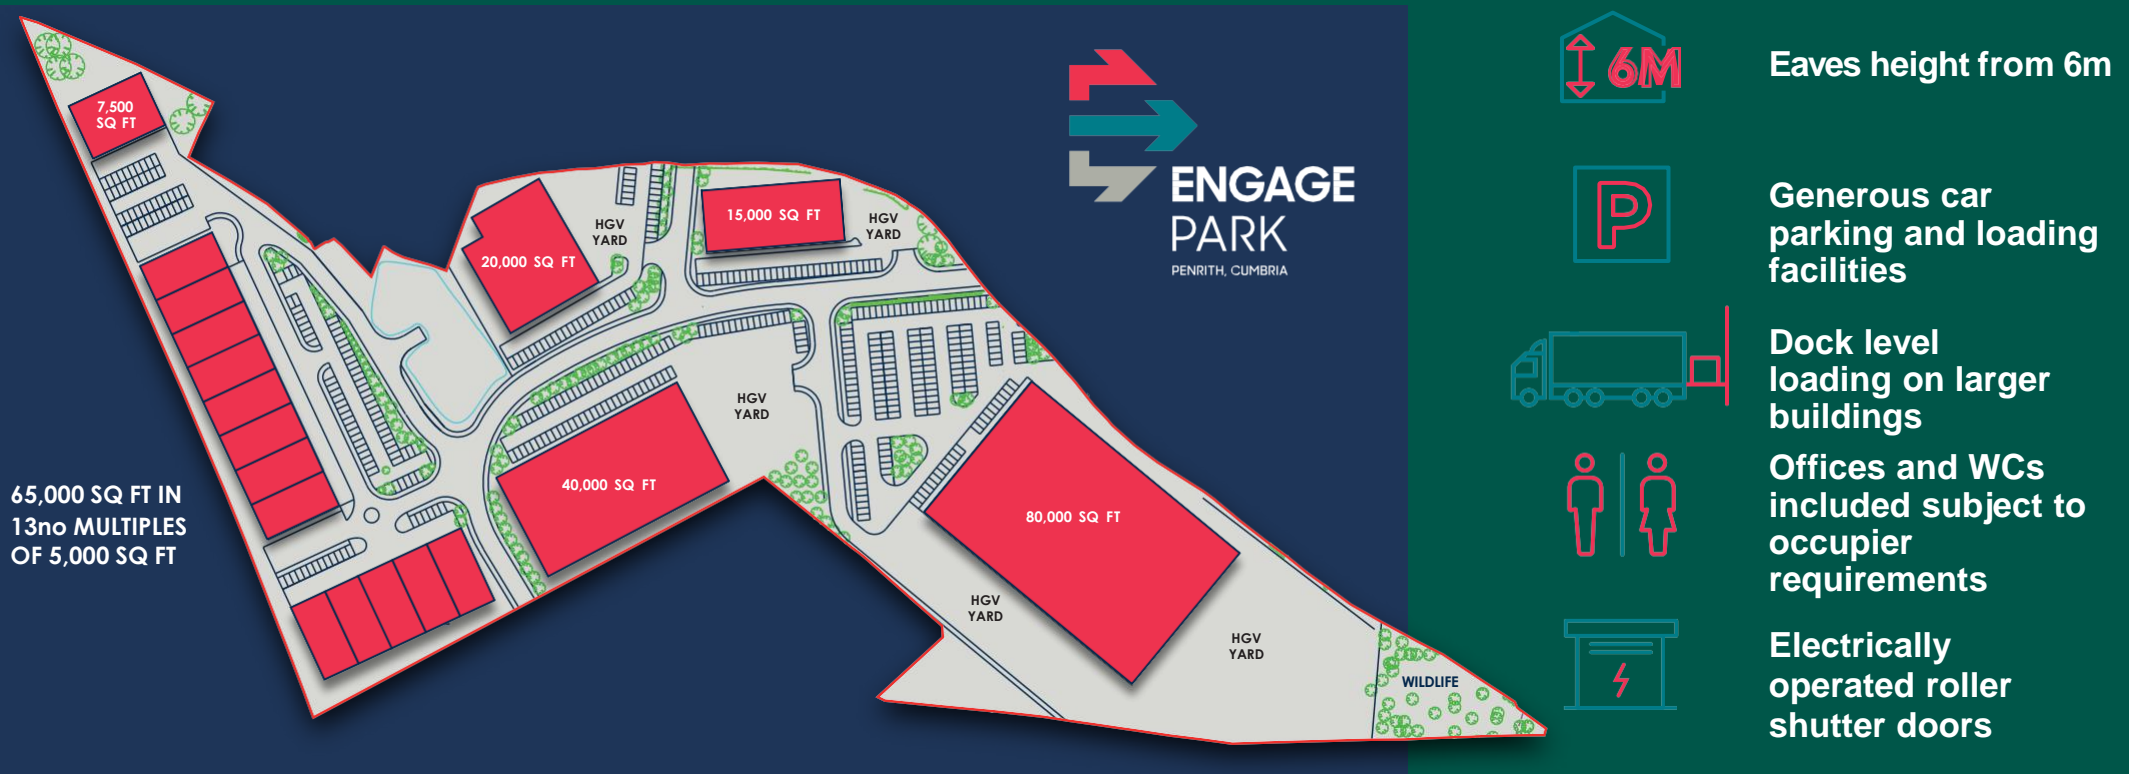 7,500
SQ FT
20,000 SQ FT
HGV
YARD
15,000 SQ FT
HGV
YARD
ENGAGE
PARK
PENRITH, CUMBRIA
HGV
YARD
40,000 SQ FT
80,000 SQ FT
65,000 SQ FT IN
13no MULTIPLES
OF 5,000 SQ FT
HGV
YARD
HGV
YARD
WILDLIFE
6M
Eaves height from 6m
P
Generous car
parking and loading
facilities
Dock level
loading on larger
buildings
Offices and WCs
included subject to
occupier
requirements
Electrically
operated roller
shutter doors